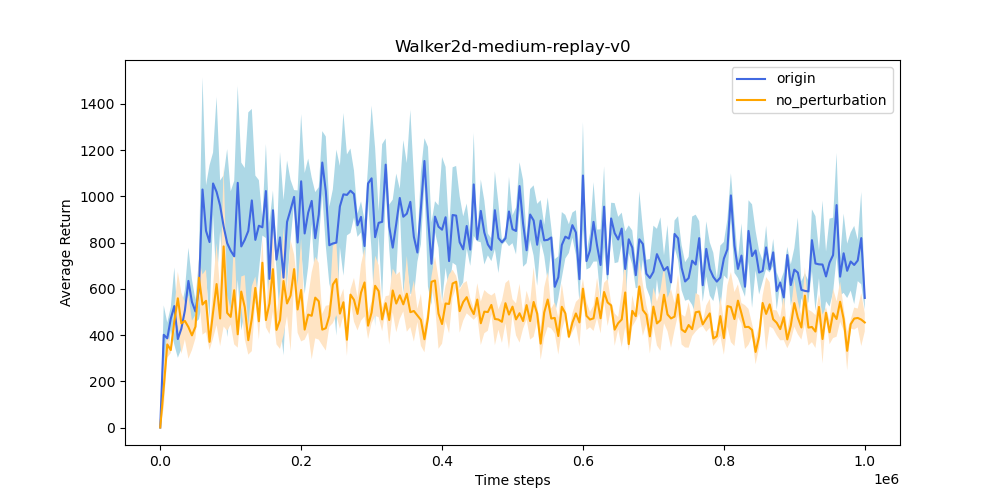 Walker2d-medium-replay-v0
origin
no_perturbation
Average Return
1400
1200
1000
800
600
400
200
0
0.0 0.2 0.4 0.6 0.8 1.0
1e6
Time steps